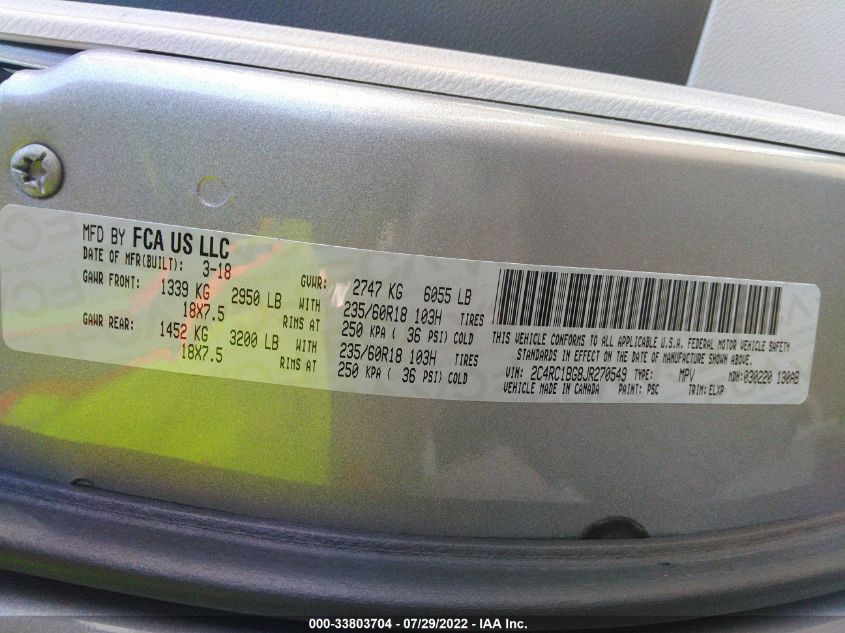 MFD BY FCA US LLC
DATE OF MFR(BUILT): 3-18
GVWR: 2747 KG 6055 LB
GAWR FRONT: 1339 KG 2950 LB WITH 235/60R18 103H TIRES
18X7.5 RIMS AT 250 KPA ( 36 PSI) COLD
GAWR REAR: 1452 KG 3200 LB WITH 235/60R18 103H TIRES
18X7.5 RIMS AT 250 KPA ( 36 PSI) COLD
THIS VEHICLE CONFORMS TO ALL APPLICABLE U.S.A. FEDERAL MOTOR VEHICLE SAFETY
STANDARDS IN EFFECT ON THE DATE OF MANUFACTURE SHOWN ABOVE.
VIN: 2C4RC1BG8JR270549 TYPE: MPV MDH: 030220 130AB
VEHICLE MADE IN CANADA PAINT: PSC TRIM: ELXP
000-33803704 / 07/29/2022 - IAA Inc.